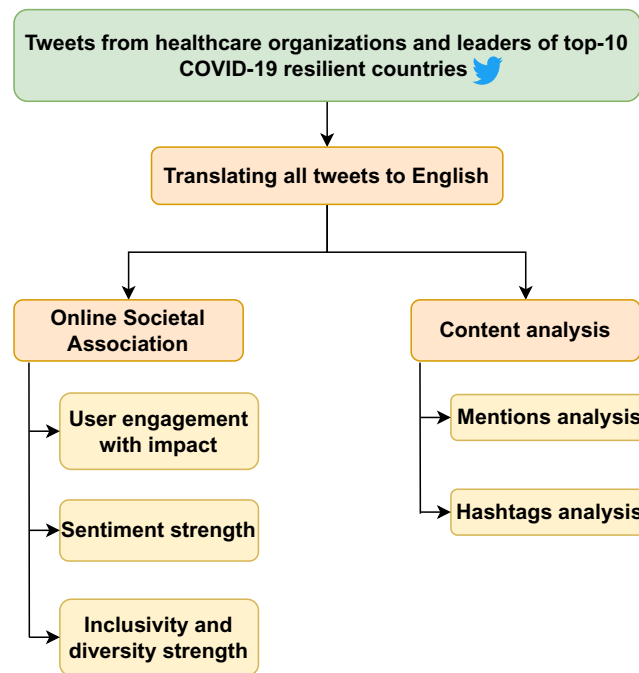 Tweets from healthcare organizations and leaders of top-10
COVID-19 resilient countries
Translating all tweets to English
Online Societal
Association
Content analysis
User engagement
with impact
Mentions analysis
Sentiment strength
Hashtags analysis
Inclusivity and
diversity strength